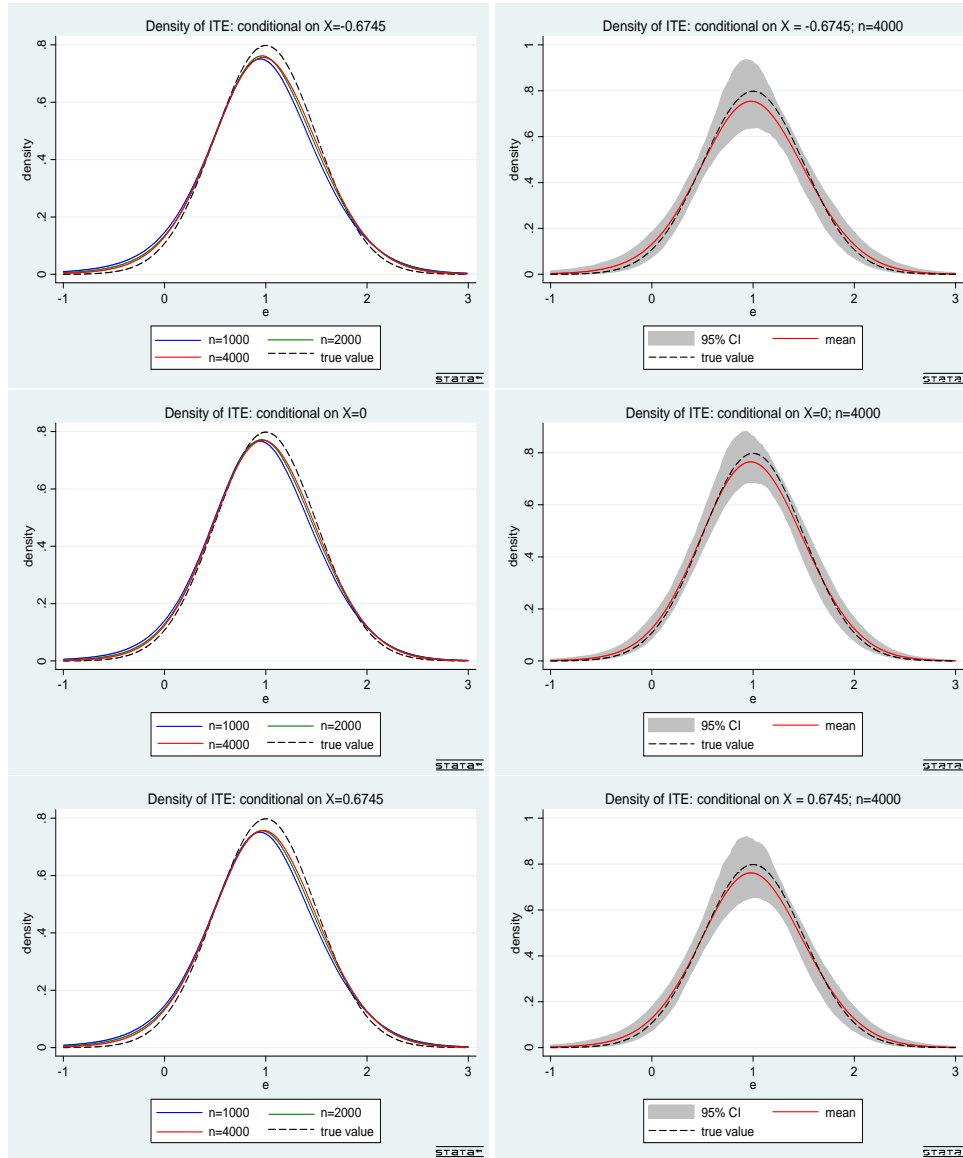 Density of ITE: conditional on X=-0.6745
density
0 .2 .4 .6 .8
-1 0 1 2 3
e
n=1000 n=2000
n=4000 true value
STATA
Density of ITE: conditional on X = -0.6745; n=4000
density
0 .2 .4 .6 .8 1
-1 0 1 2 3
e
95% CI mean
true value
STATA
Density of ITE: conditional on X=0
density
0 .2 .4 .6 .8
-1 0 1 2 3
e
n=1000 n=2000
n=4000 true value
STATA
Density of ITE: conditional on X=0; n=4000
density
0 .2 .4 .6 .8
-1 0 1 2 3
e
95% CI mean
true value
STATA
Density of ITE: conditional on X=0.6745
density
0 .2 .4 .6 .8
-1 0 1 2 3
e
n=1000 n=2000
n=4000 true value
STATA
Density of ITE: conditional on X = 0.6745; n=4000
density
0 .2 .4 .6 .8 1
-1 0 1 2 3
e
95% CI mean
true value
STATA